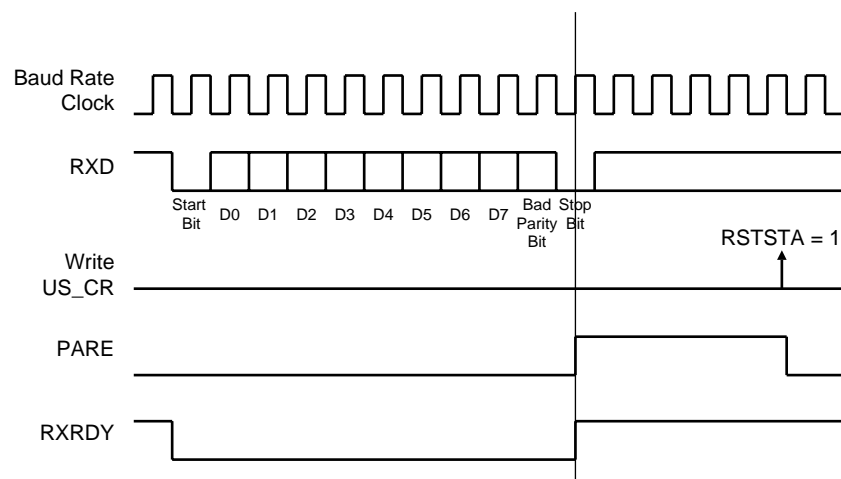 Baud Rate
Clock
RXD
Start
Bit
D0 D1 D2 D3 D4 D5 D6 D7
Bad
Parity
Bit
Stop
Bit
RSTSTA = 1
Write
US_CR
PARE
RXRDY